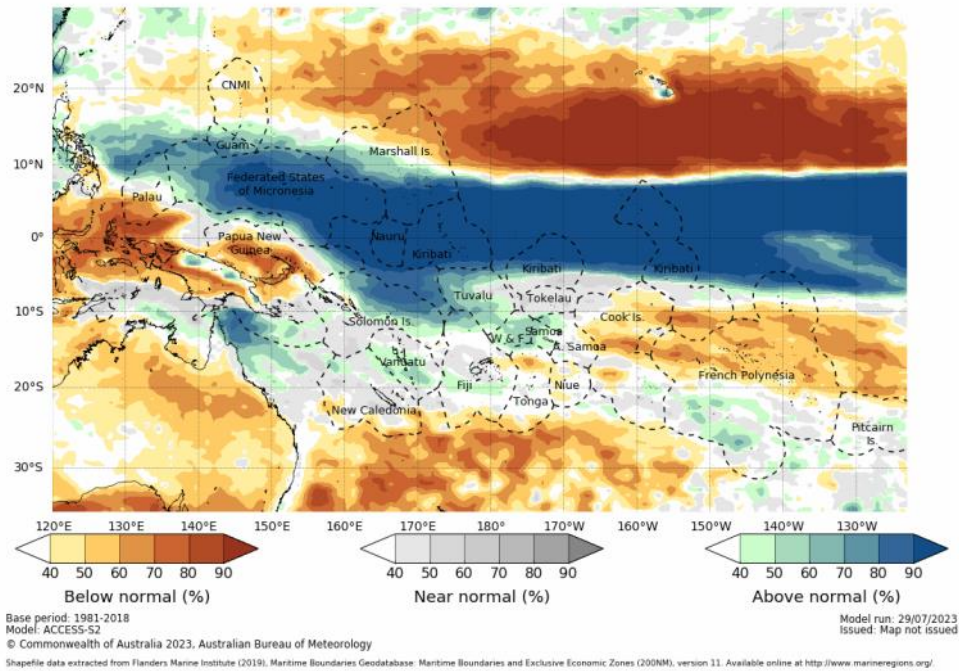 20°N
CNMI
Guam
Marshall Is.
10°N
Federated States
of Micronesia
Palau
0°
Papua New
Guinea
Nauru
Kiribati
Kiribati
Kiribati
Tuvalu
Tokelau
10°S
Solomon Is.
Cook Is.
Samoa
W & F
A. Samoa
Vanuatu
French Polynesia
20°S
Fiji
Niue
Tonga
New Caledonia
Pitcairn
Is.
30°S
120°E 130°E 140°E 150°E 160°E 170°E 180° 170°W 160°W 150°W 140°W 130°W
40 50 60 70 80 90 40 50 60 70 80 90 40 50 60 70 80 90
Below normal (%) Near normal (%) Above normal (%)
Base period: 1981-2018 Model run: 29/07/2023
Model: ACCESS-S2 Issued: Map not issued
© Commonwealth of Australia 2023, Australian Bureau of Meteorology
Shapefile data extracted from Flanders Marine Institute (2019), Maritime Boundaries Geodatabase: Maritime Boundaries and Exclusive Economic Zones (200NM), version 11. Available online at http://www.marineregions.org/.